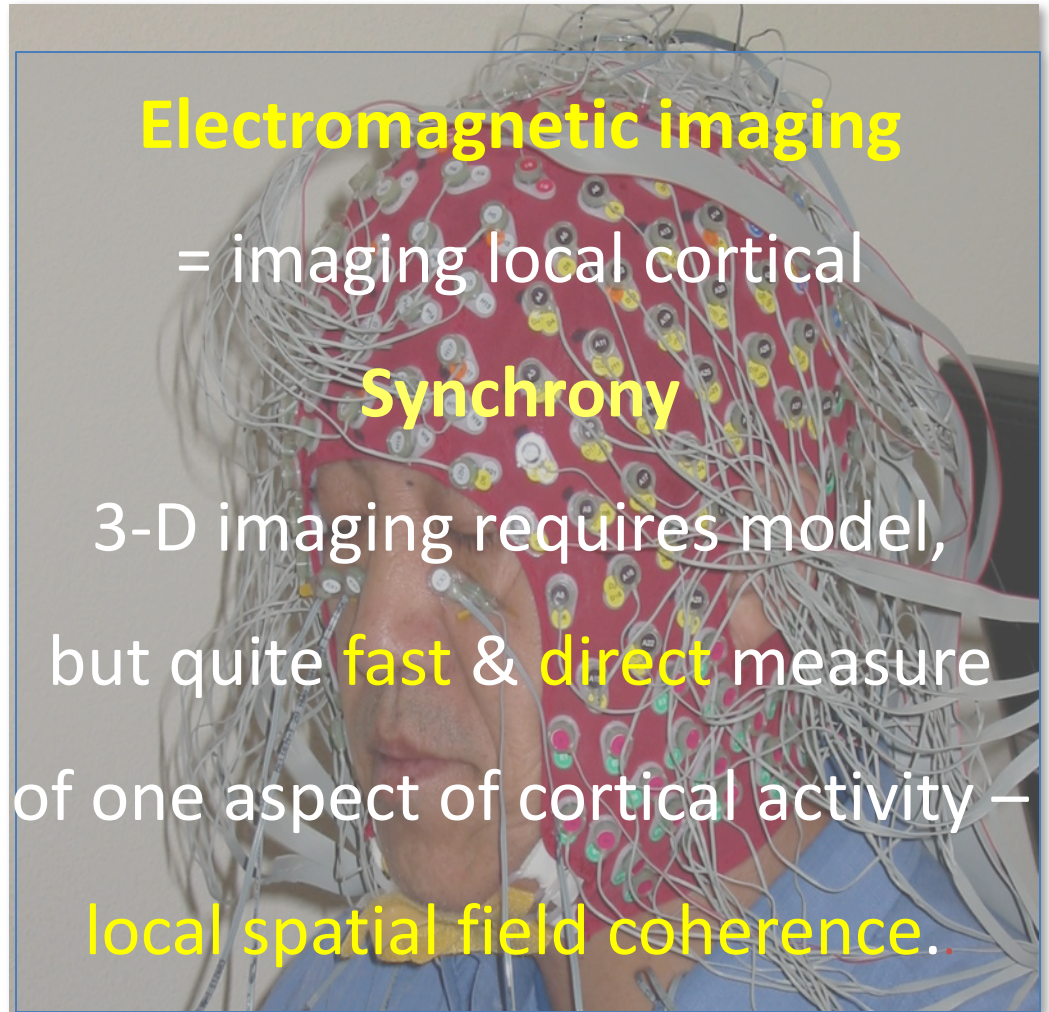 Electromagnetic imaging
= imaging local cortical
Synchrony
3-D imaging requires model,
but quite fast & direct measure
of one aspect of cortical activity –
local spatial field coherence..